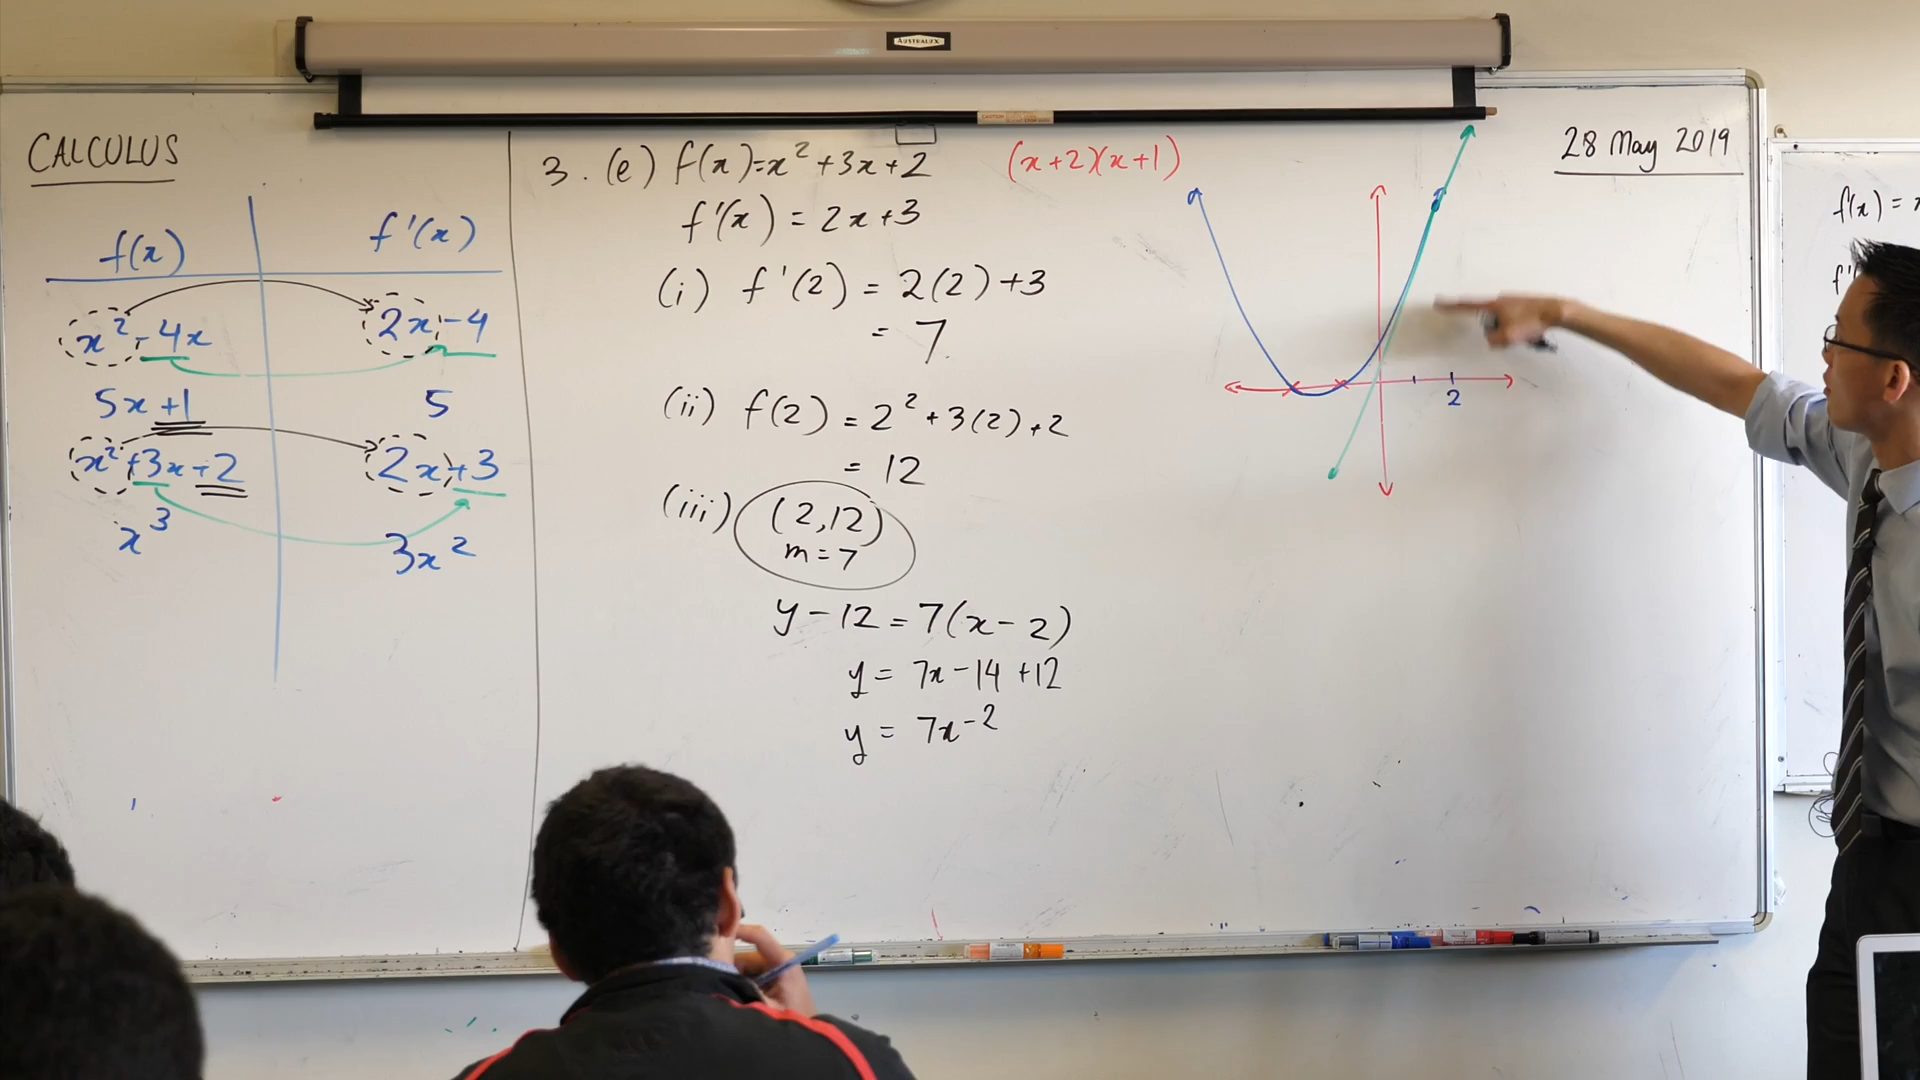 AUSTRALUX
CALCULUS
f(x) f'(x)
x² - 4x 2x - 4
5x + 1 5
x² + 3x + 2 2x + 3
x³ 3x²
3. (e) f(x) = x² + 3x + 2 (x+2)(x+1)
f'(x) = 2x + 3
(i) f'(2) = 2(2) + 3
= 7
(ii) f(2) = 2² + 3(2) + 2
= 12
(iii) (2,12)
m = 7
y - 12 = 7(x - 2)
y = 7x - 14 + 12
y = 7x - 2
2
28 May 2019
f'(x) =